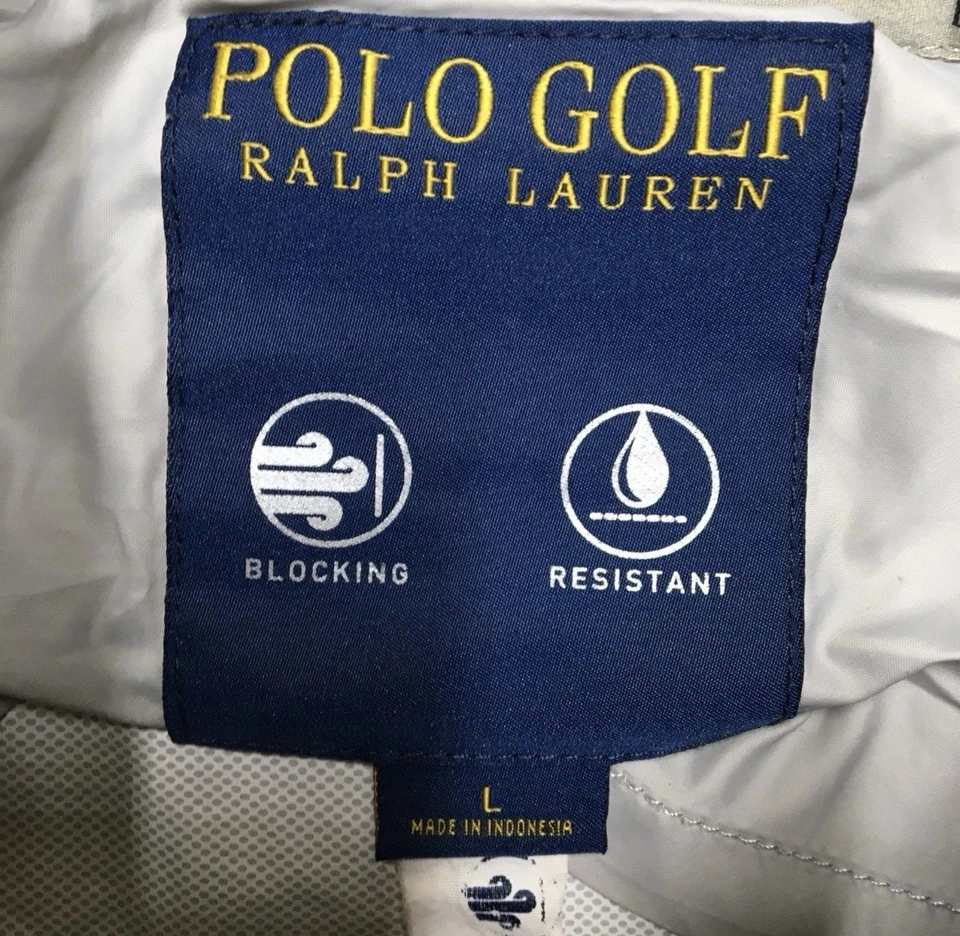 POLO GOLF
RALPH LAUREN
BLOCKING
RESISTANT
L
MADE IN INDONESIA